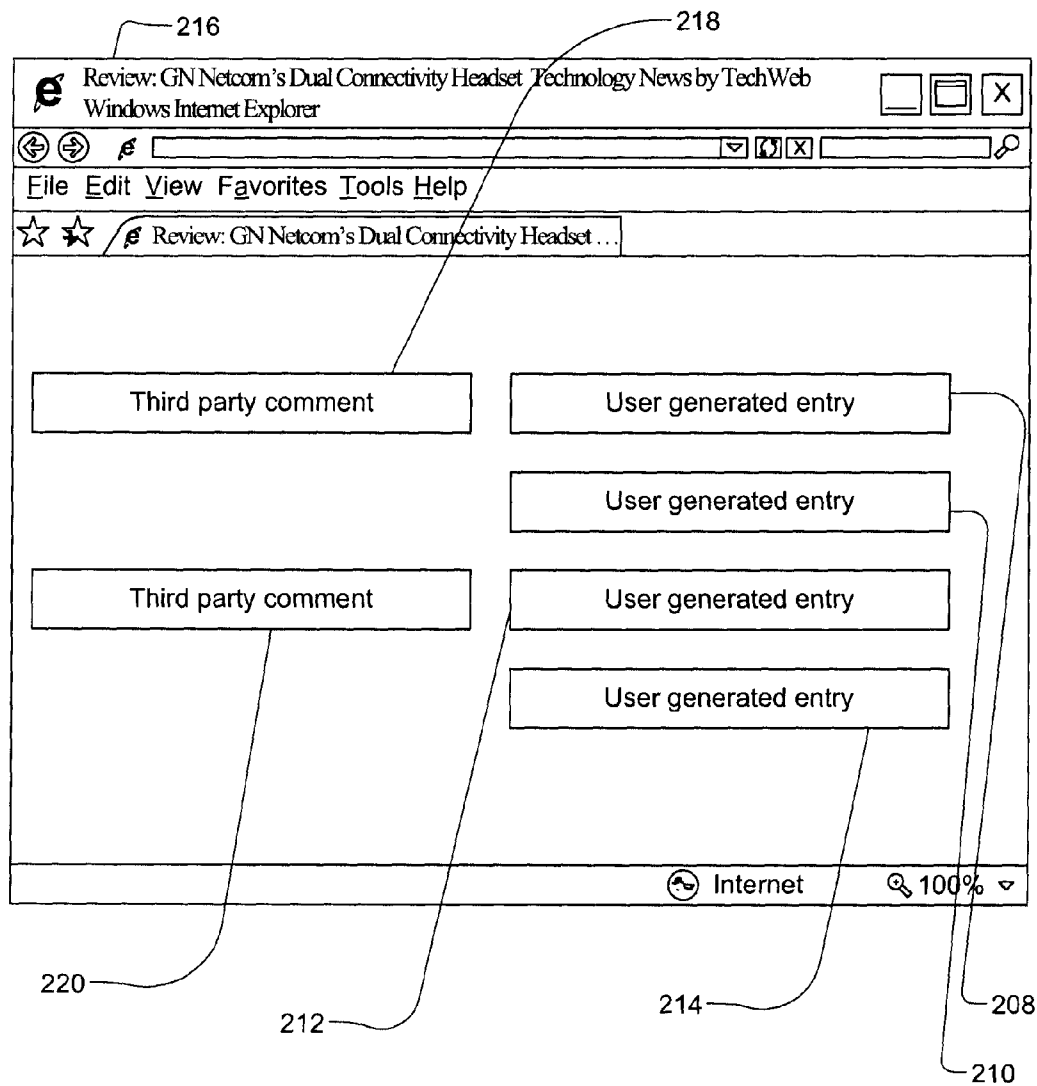 216
218
Review: GN Netcom's Dual Connectivity Headset Technology News by TechWeb
Windows Internet Explorer
X
X
File Edit View Favorites Tools Help
Review: GN Netcom's Dual Connectivity Headset ...
Third party comment
User generated entry
User generated entry
Third party comment
User generated entry
User generated entry
Internet
100%
220
212
214
208
210